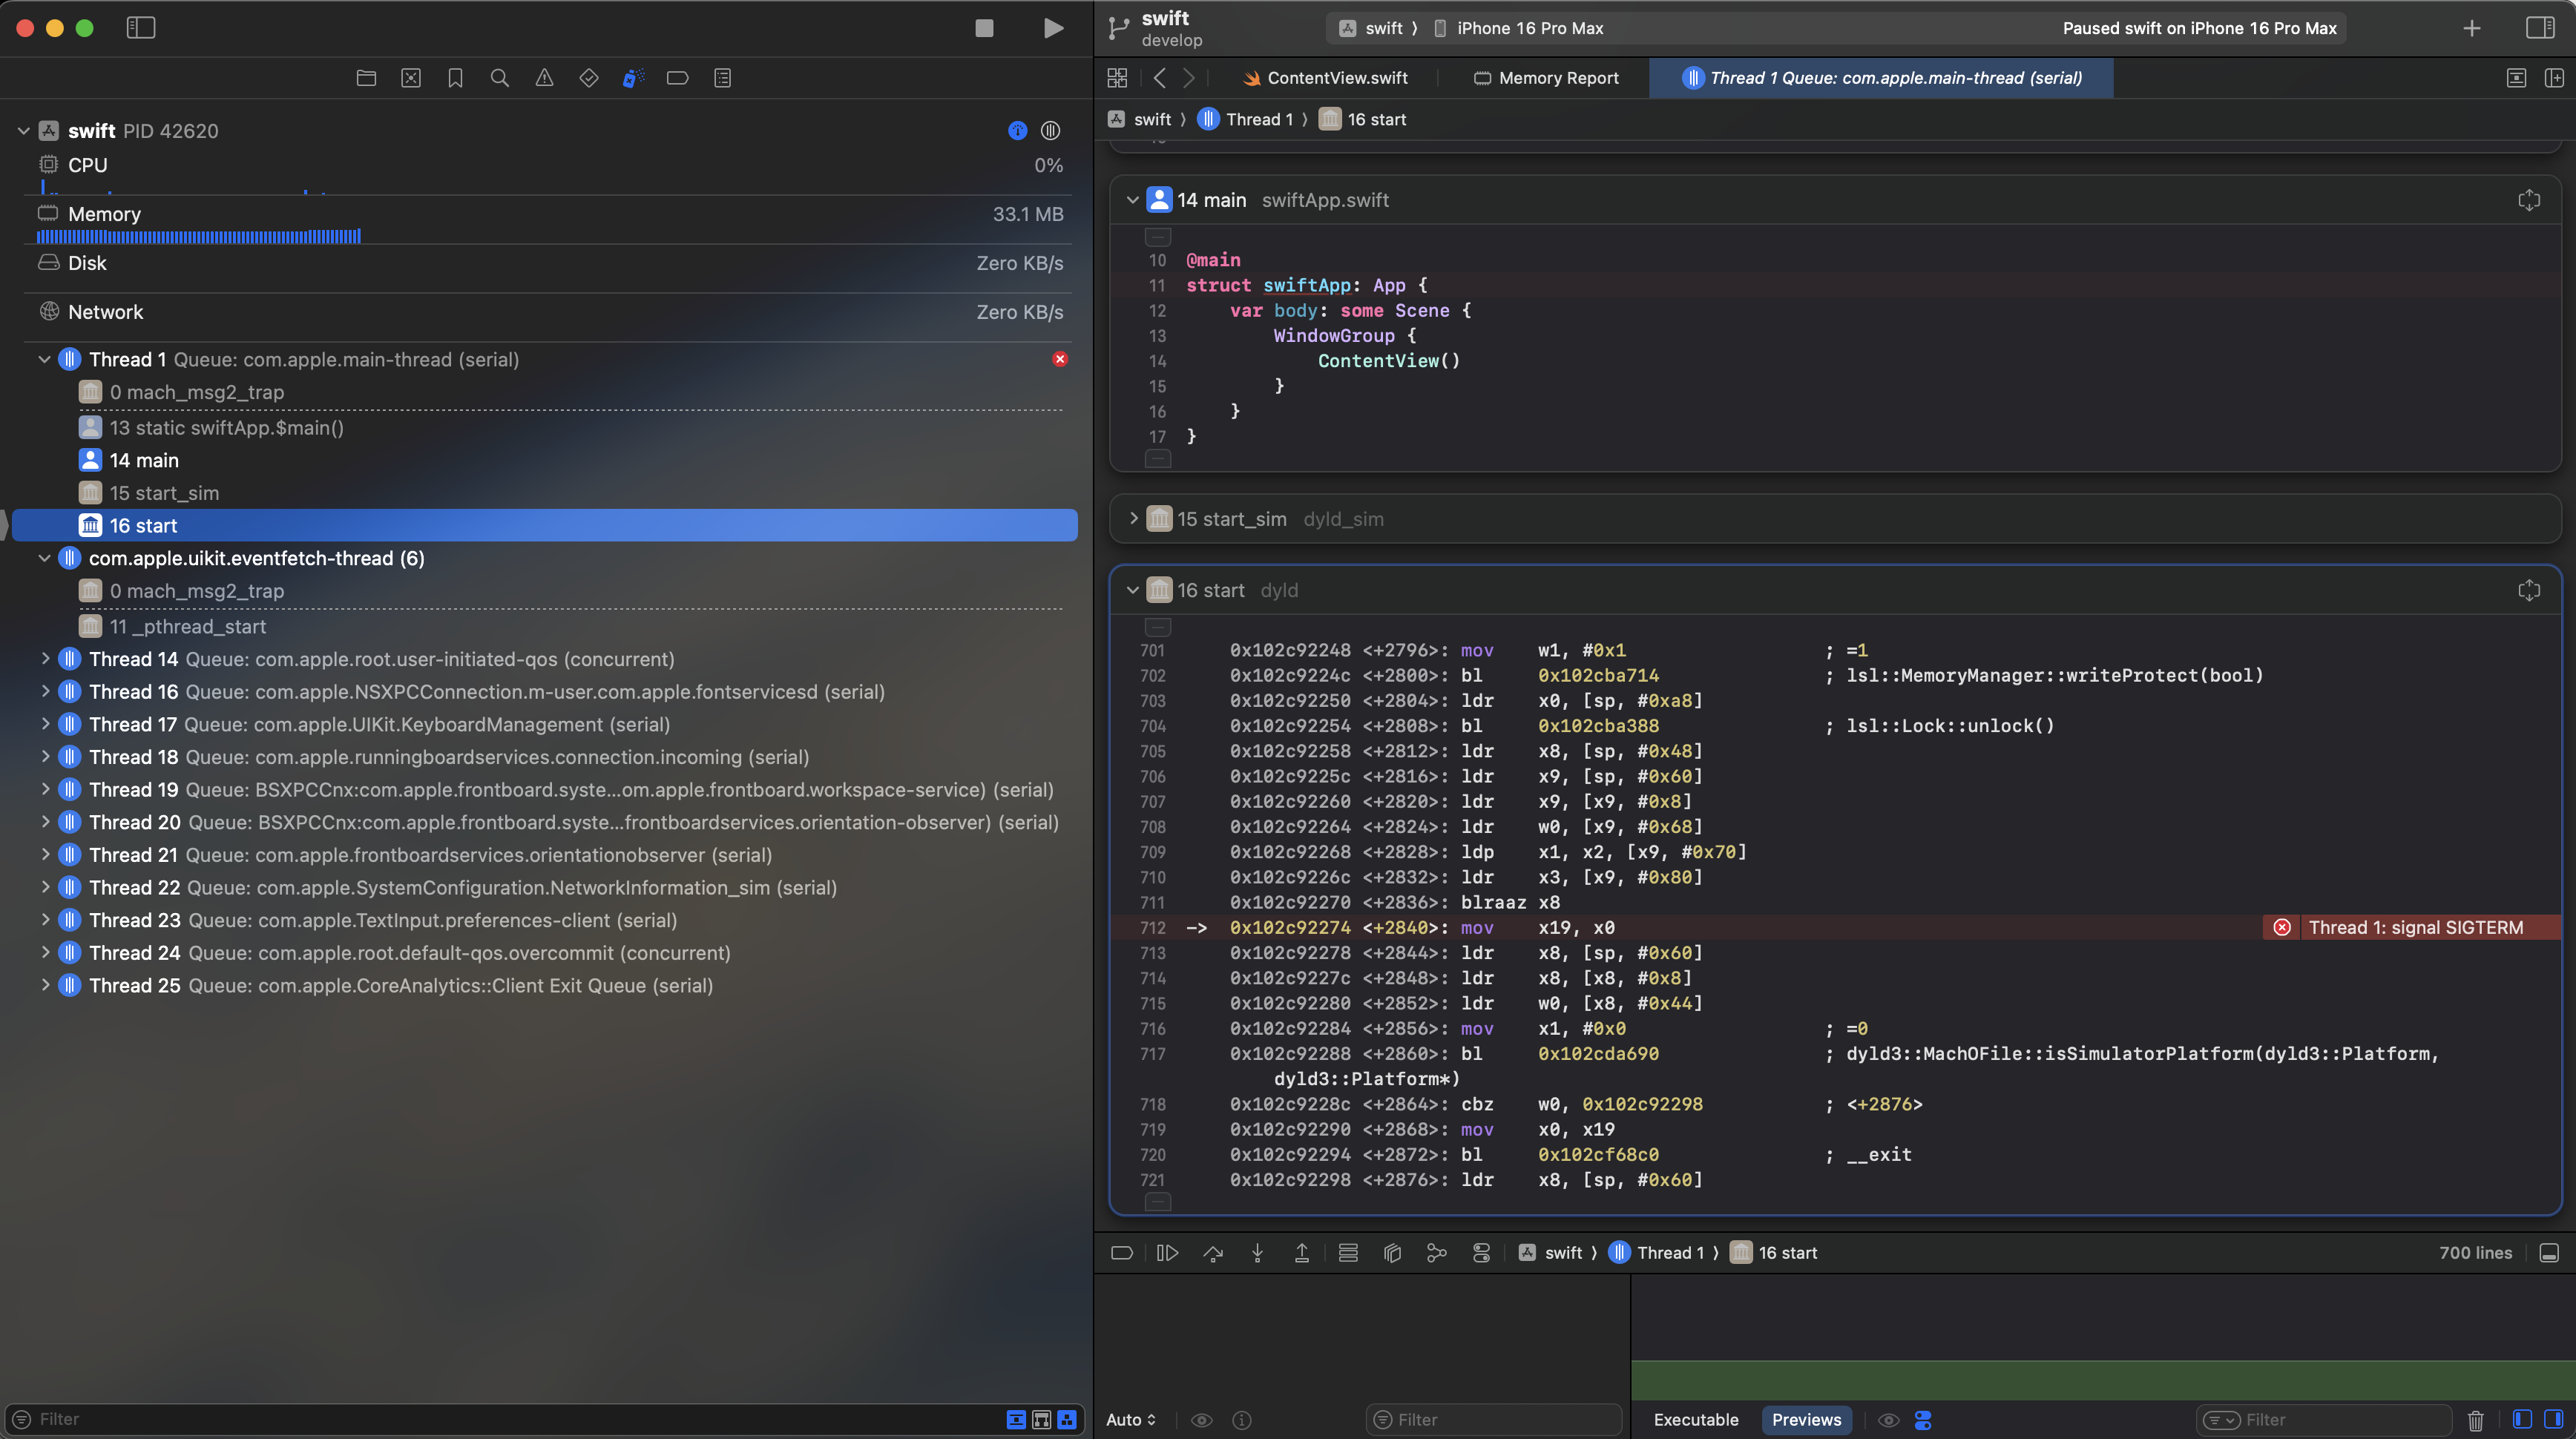 swift
develop
swift
iPhone 16 Pro Max
Paused swift on iPhone 16 Pro Max
ContentView.swift
Memory Report
Thread 1 Queue: com.apple.main-thread (serial)
swift
Thread 1
16 start
swift PID 42620
CPU
0%
Memory
33.1 MB
Disk
Zero KB/s
Network
Zero KB/s
Thread 1 Queue: com.apple.main-thread (serial)
0 mach_msg2_trap
13 static swiftApp.$main()
14 main
15 start_sim
16 start
com.apple.uikit.eventfetch-thread (6)
0 mach_msg2_trap
11 _pthread_start
Thread 14 Queue: com.apple.root.user-initiated-qos (concurrent)
Thread 16 Queue: com.apple.NSXPCConnection.m-user.com.apple.fontservicesd (serial)
Thread 17 Queue: com.apple.UIKit.KeyboardManagement (serial)
Thread 18 Queue: com.apple.runningboardservices.connection.incoming (serial)
Thread 19 Queue: BSXPCCnx:com.apple.frontboard.syste...om.apple.frontboard.workspace-service) (serial)
Thread 20 Queue: BSXPCCnx:com.apple.frontboard.syste...frontboardservices.orientation-observer) (serial)
Thread 21 Queue: com.apple.frontboardservices.orientationobserver (serial)
Thread 22 Queue: com.apple.SystemConfiguration.NetworkInformation_sim (serial)
Thread 23 Queue: com.apple.TextInput.preferences-client (serial)
Thread 24 Queue: com.apple.root.default-qos.overcommit (concurrent)
Thread 25 Queue: com.apple.CoreAnalytics::Client Exit Queue (serial)
Filter
14 main swiftApp.swift
10 @main
11 struct swiftApp: App {
12 var body: some Scene {
13 WindowGroup {
14 ContentView()
15 }
16 }
17 }
15 start_sim dyld_sim
16 start dyld
701 0x102c92248 <+2796>: mov w1, #0x1 ; =1
702 0x102c9224c <+2800>: bl 0x102cba714 ; lsl::MemoryManager::writeProtect(bool)
703 0x102c92250 <+2804>: ldr x0, [sp, #0xa8]
704 0x102c92254 <+2808>: bl 0x102cba388 ; lsl::Lock::unlock()
705 0x102c92258 <+2812>: ldr x8, [sp, #0x48]
706 0x102c9225c <+2816>: ldr x9, [sp, #0x60]
707 0x102c92260 <+2820>: ldr x9, [x9, #0x8]
708 0x102c92264 <+2824>: ldr w0, [x9, #0x68]
709 0x102c92268 <+2828>: ldp x1, x2, [x9, #0x70]
710 0x102c9226c <+2832>: ldr x3, [x9, #0x80]
711 0x102c92270 <+2836>: blraaz x8
712 -> 0x102c92274 <+2840>: mov x19, x0 Thread 1: signal SIGTERM
713 0x102c92278 <+2844>: ldr x8, [sp, #0x60]
714 0x102c9227c <+2848>: ldr x8, [x8, #0x8]
715 0x102c92280 <+2852>: ldr w0, [x8, #0x44]
716 0x102c92284 <+2856>: mov x1, #0x0 ; =0
717 0x102c92288 <+2860>: bl 0x102cda690 ; dyld3::MachOFile::isSimulatorPlatform(dyld3::Platform,
dyld3::Platform*)
718 0x102c9228c <+2864>: cbz w0, 0x102c92298 ; <+2876>
719 0x102c92290 <+2868>: mov x0, x19
720 0x102c92294 <+2872>: bl 0x102cf68c0 ; __exit
721 0x102c92298 <+2876>: ldr x8, [sp, #0x60]
swift
Thread 1
16 start
700 lines
Auto
Filter
Executable
Previews
Filter